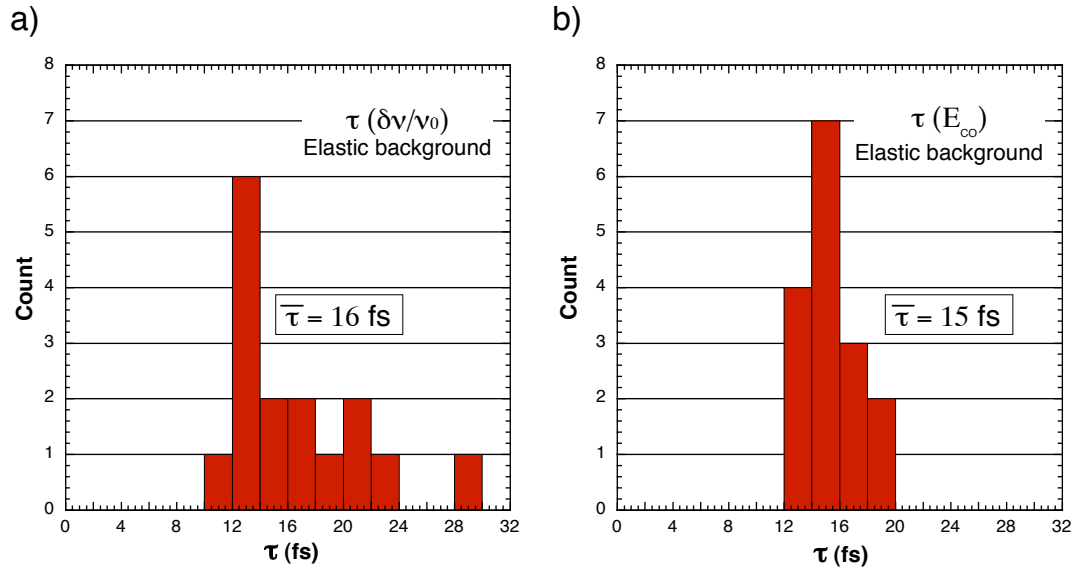 a)
8
7
6
5
4
3
2
1
0
Count
τ (δν/ν₀)
Elastic background
τ̅ = 16 fs
0 4 8 12 16 20 24 28 32
τ (fs)
b)
8
7
6
5
4
3
2
1
0
Count
τ (E_CO)
Elastic background
τ̅ = 15 fs
0 4 8 12 16 20 24 28 32
τ (fs)